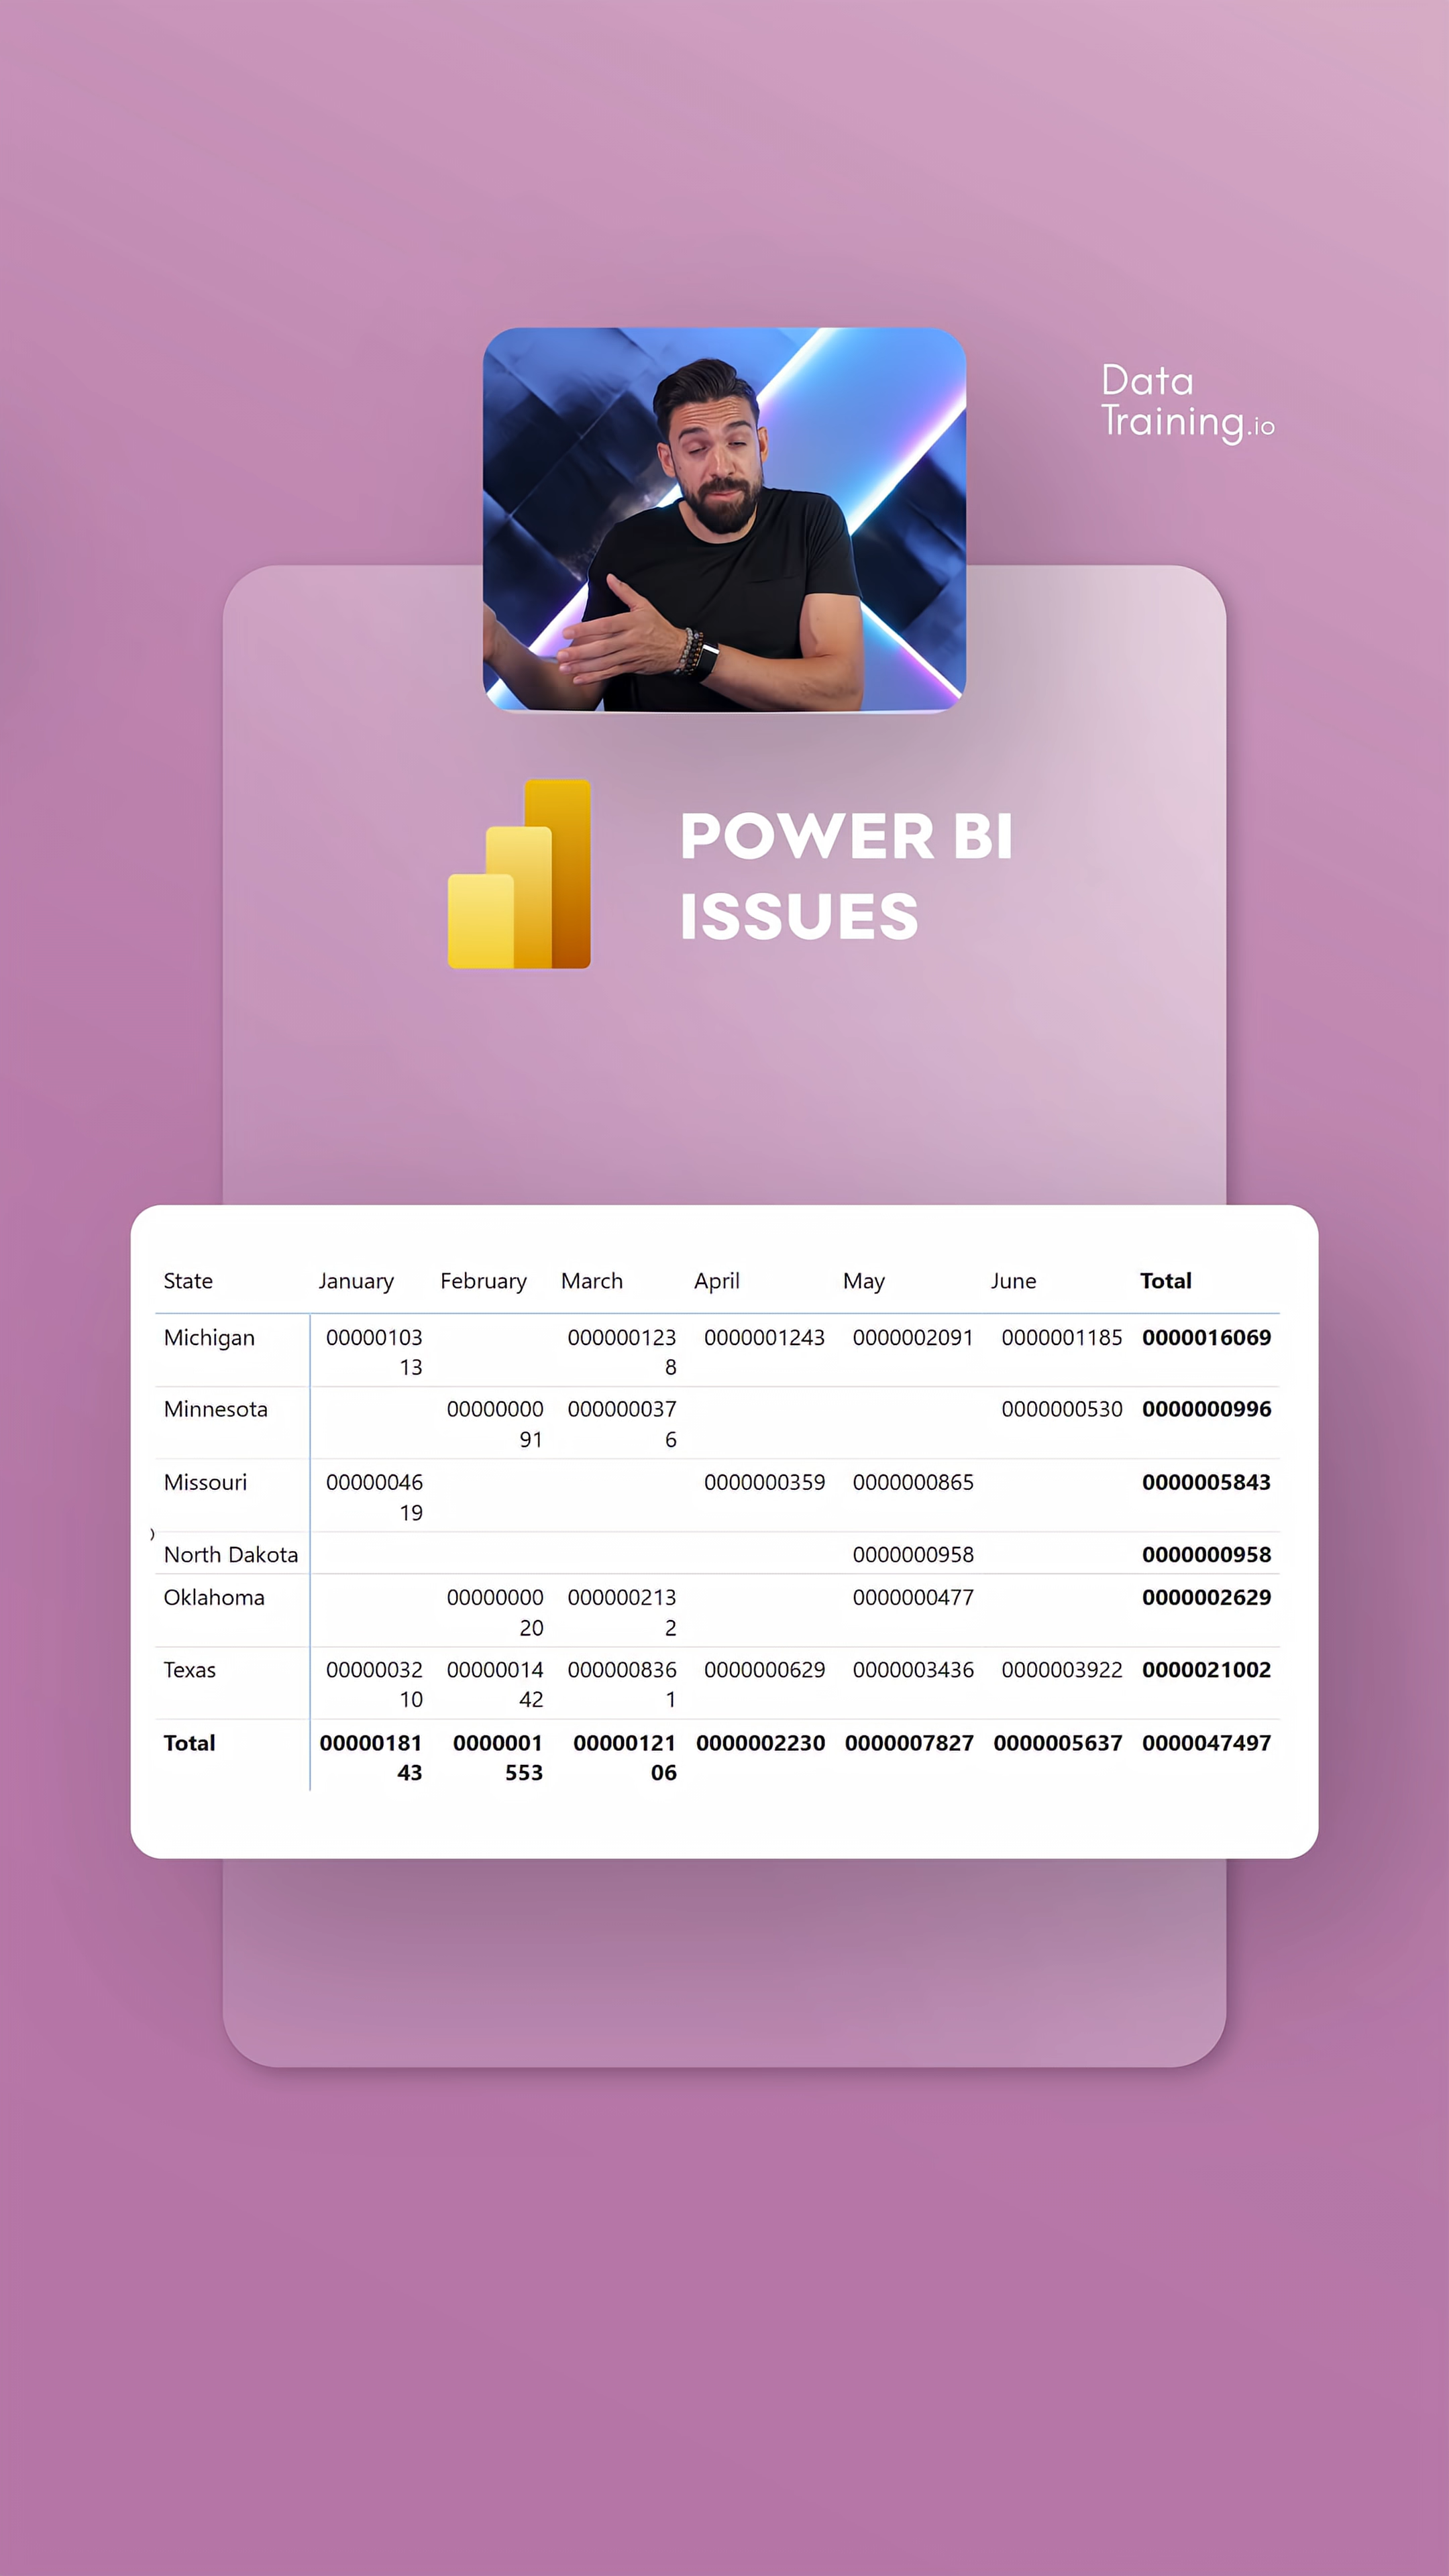 Data
Training.io
POWER BI
ISSUES
State January February March April May June Total
Michigan 00000103 000000123 0000001243 0000002091 0000001185 0000016069
13 8
Minnesota 00000000 000000037 0000000530 0000000996
91 6
Missouri 00000046 0000000359 0000000865 0000005843
19
North Dakota 0000000958 0000000958
Oklahoma 00000000 000000213 0000000477 0000002629
20 2
Texas 00000032 00000014 000000836 0000000629 0000003436 0000003922 0000021002
10 42 1
Total 00000181 0000001 00000121 0000002230 0000007827 0000005637 0000047497
43 553 06